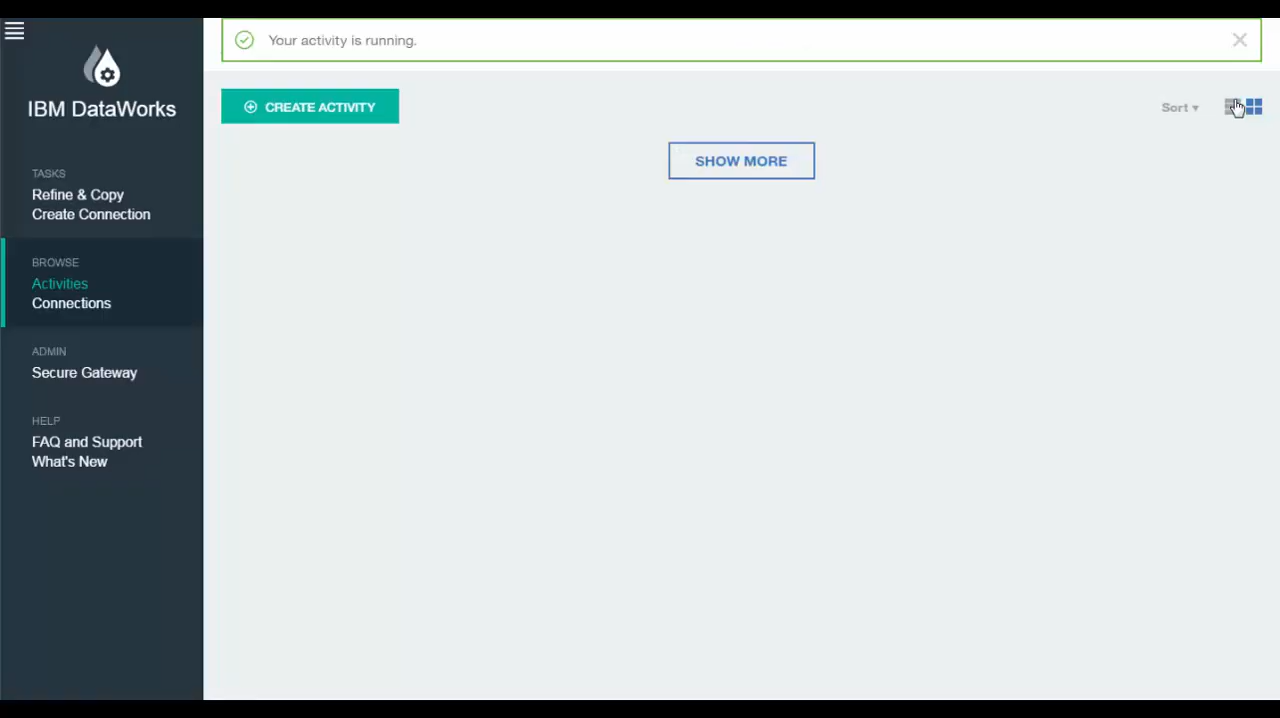 Your activity is running.
IBM DataWorks
CREATE ACTIVITY
Sort
SHOW MORE
TASKS
Refine & Copy
Create Connection
BROWSE
Activities
Connections
ADMIN
Secure Gateway
HELP
FAQ and Support
What's New